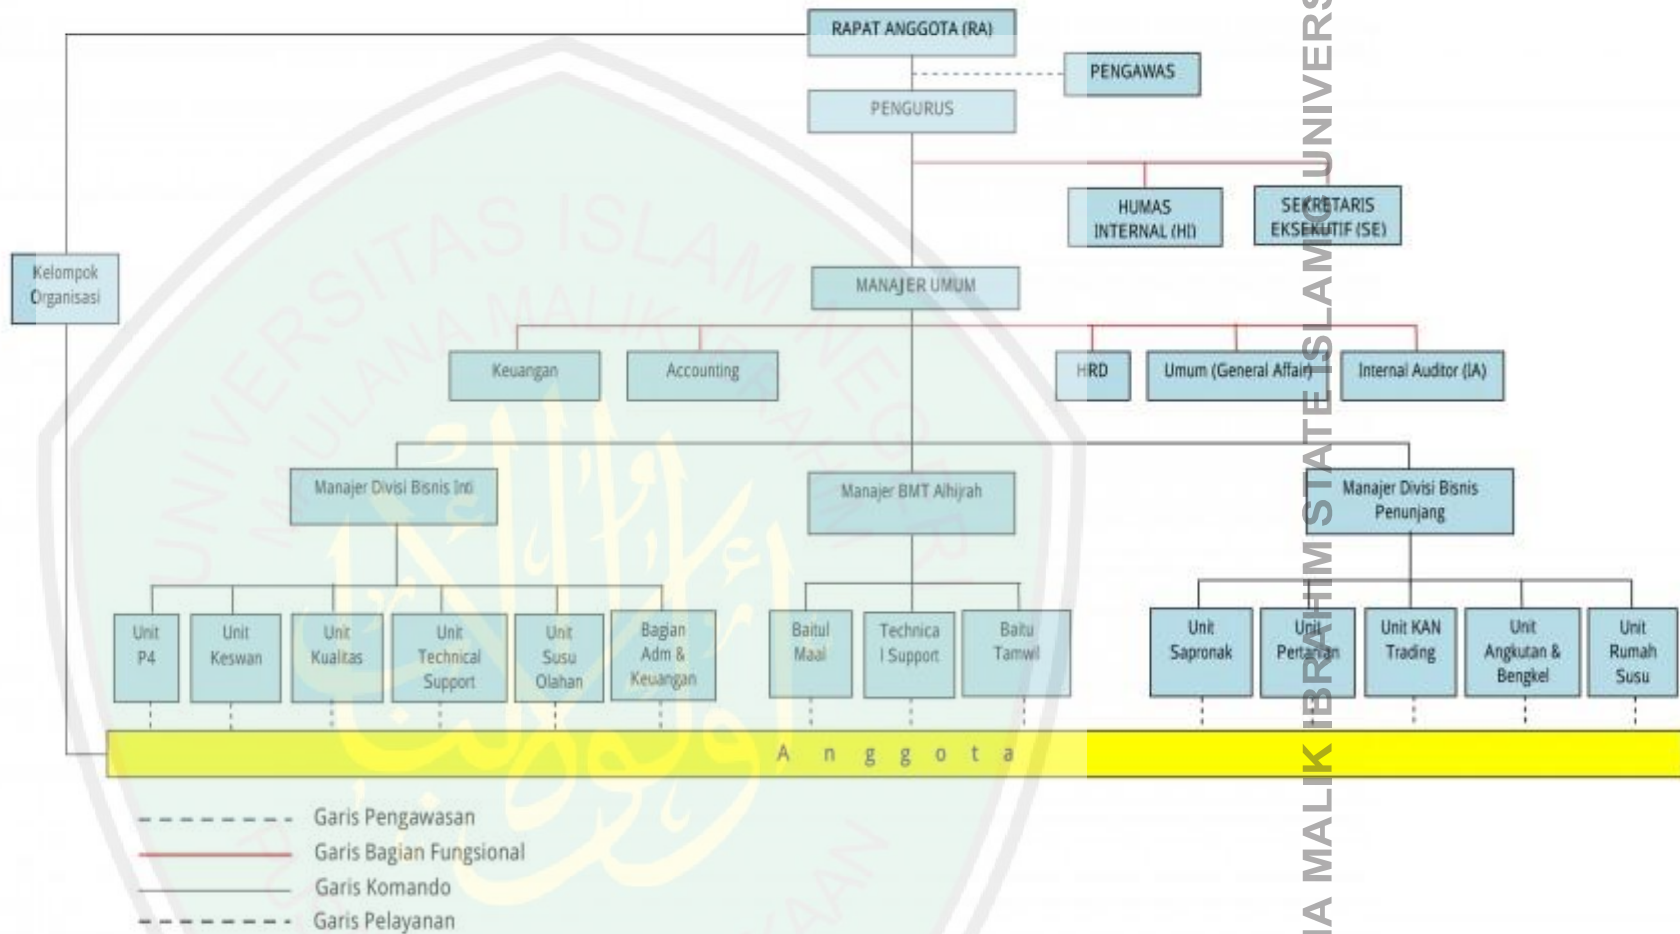 RAPAT ANGGOTA (RA)
PENGAWAS
PENGURUS
HUMAS
INTERNAL (HI)
SEKRETARIS
EKSEKUTIF (SE)
Kelompok
Organisasi
MANAJER UMUM
Keuangan
Accounting
HRD
Umum (General Affair)
Internal Auditor (IA)
Manajer Divisi Bisnis Inti
Manajer BMT Alhijrah
Manajer Divisi Bisnis
Penunjang
Unit
P4
Unit
Keswan
Unit
Kualitas
Unit
Technical
Support
Unit
Susu
Olahan
Bagian
Adm &
Keuangan
Baitul
Maal
Technica
l Support
Baitu
Tamwil
Unit
Sapronak
Unit
Pertanian
Unit KAN
Trading
Unit
Angkutan &
Bengkel
Unit
Rumah
Susu
A n g g o t a
Garis Pengawasan
Garis Bagian Fungsional
Garis Komando
Garis Pelayanan
UNIVERSITAS ISLAM NEGERI
MAULANA MALIK IBRAHIM
MALIK IBRAHIM STATE ISLAMIC